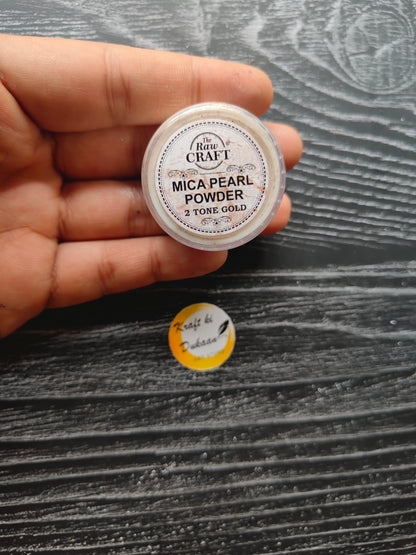 The
Raw
CRAFT
MICA PEARL
POWDER
2 TONE GOLD
Kraft ki
Dukaan